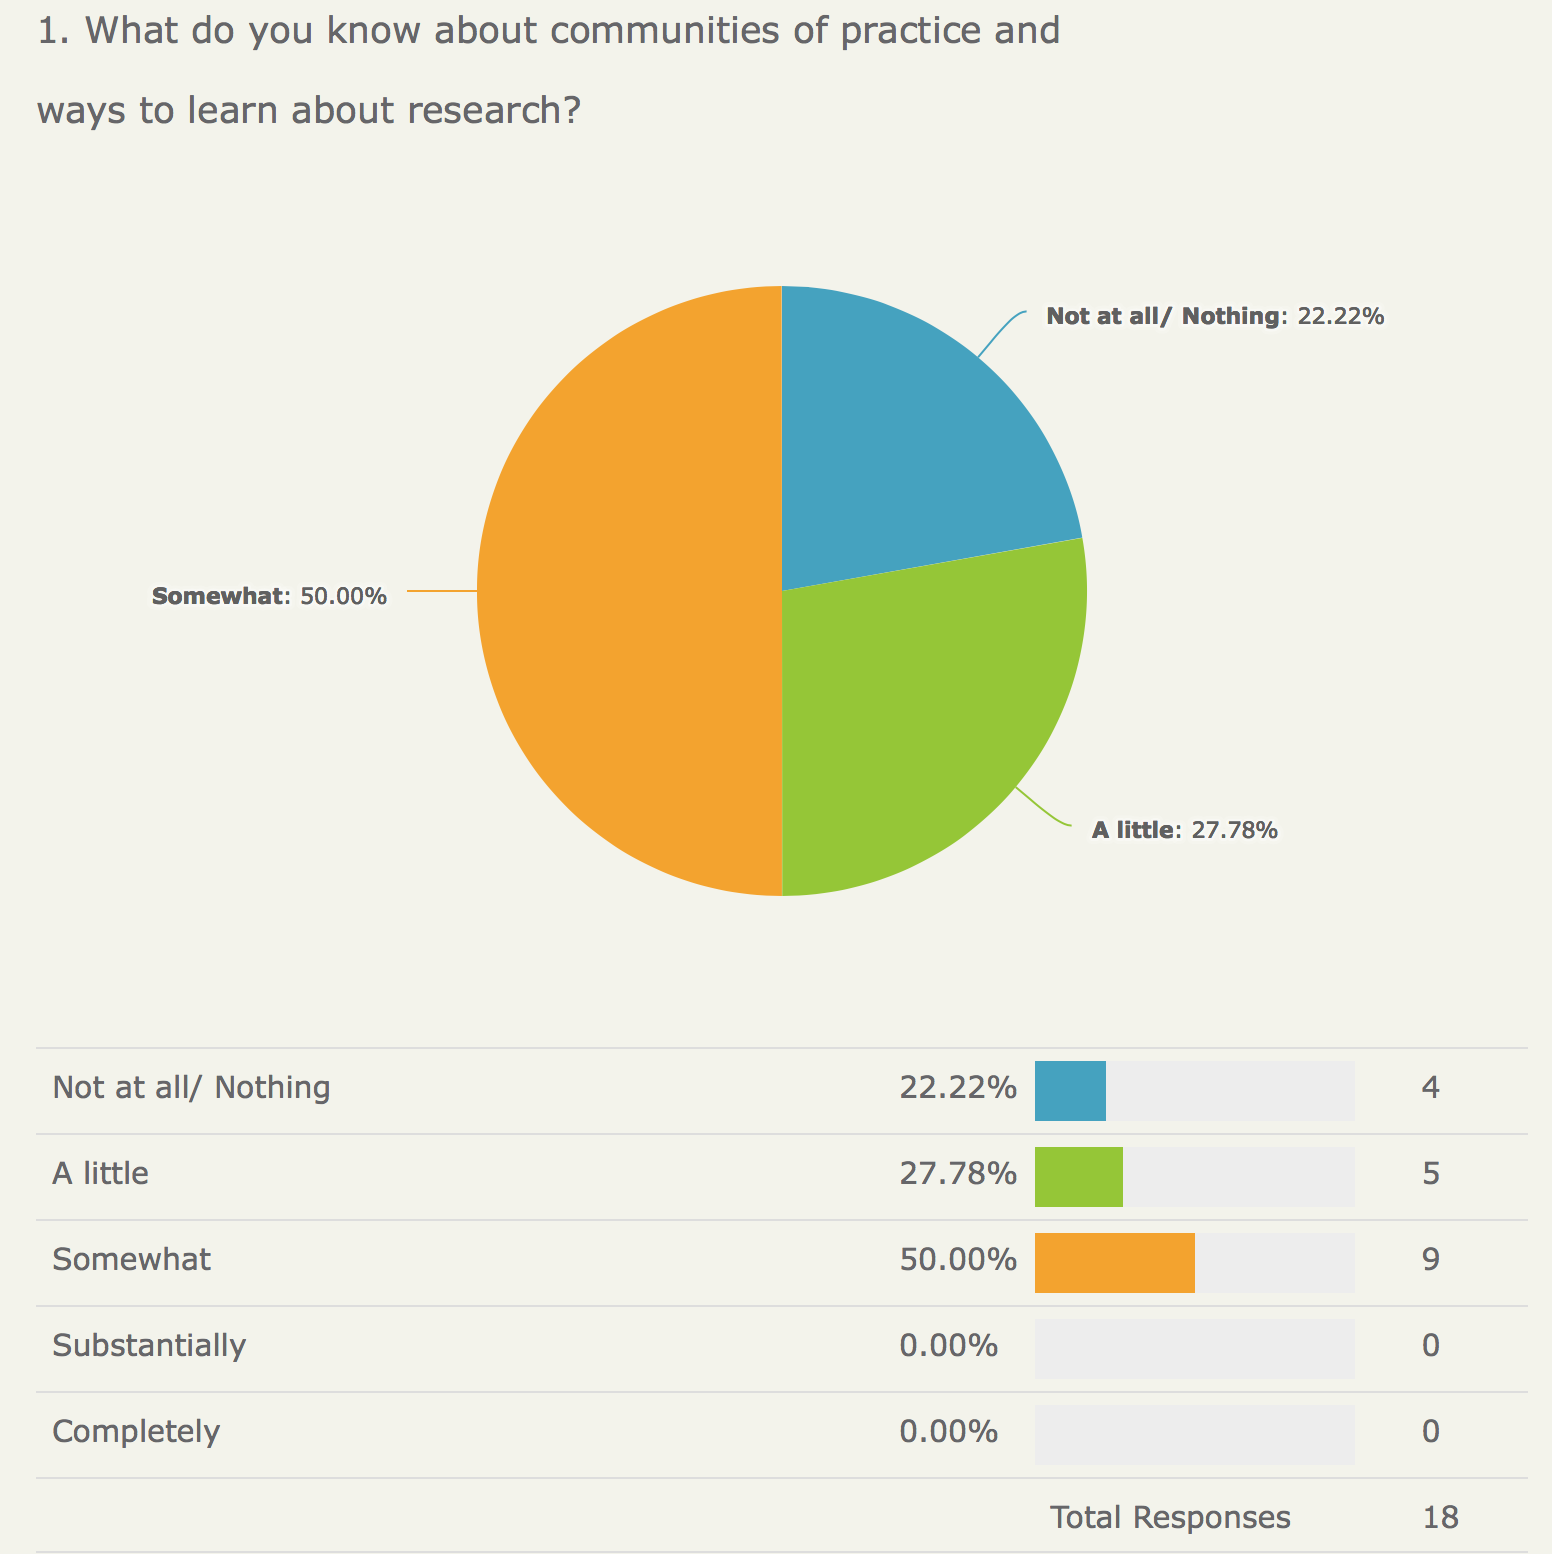 1. What do you know about communities of practice and
ways to learn about research?
Not at all/ Nothing: 22.22%
Somewhat: 50.00%
A little: 27.78%
Not at all/ Nothing 22.22% 4
A little 27.78% 5
Somewhat 50.00% 9
Substantially 0.00% 0
Completely 0.00% 0
Total Responses 18